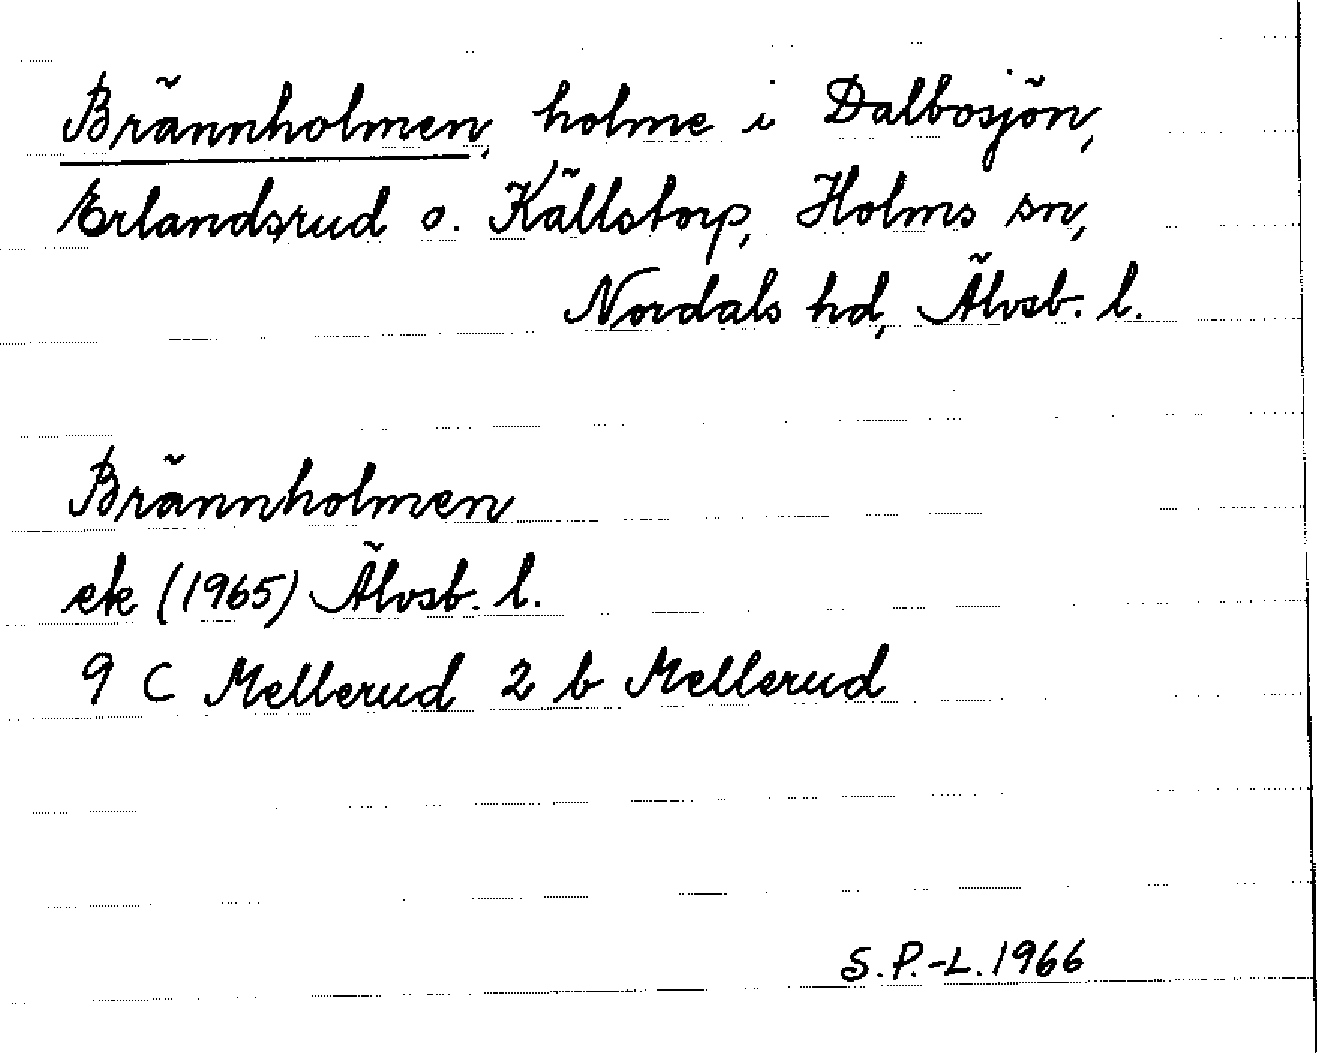 Brännholmen, holme i Dalbosjön,
Erlandsrud o. Källstorp, Holms sn,
Nordals hd, Älvsb. l.
Brännholmen
ek (1965) Älvsb. l.
9 C Mellerud 2 b Mellerud
S.P.-L. 1966